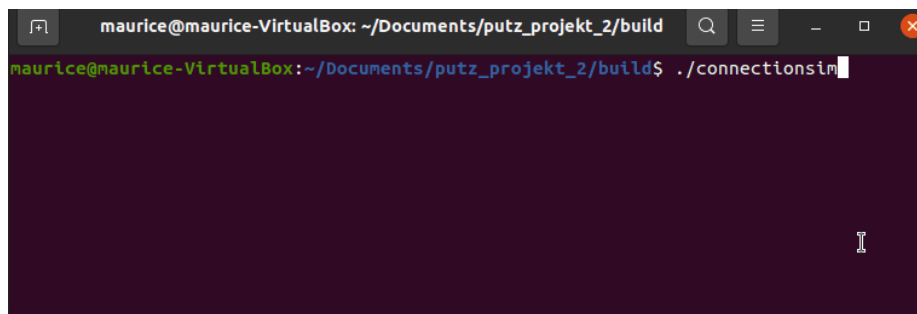 maurice@maurice-VirtualBox: ~/Documents/putz_projekt_2/build
maurice@maurice-VirtualBox:~/Documents/putz_projekt_2/build$ ./connectionsim